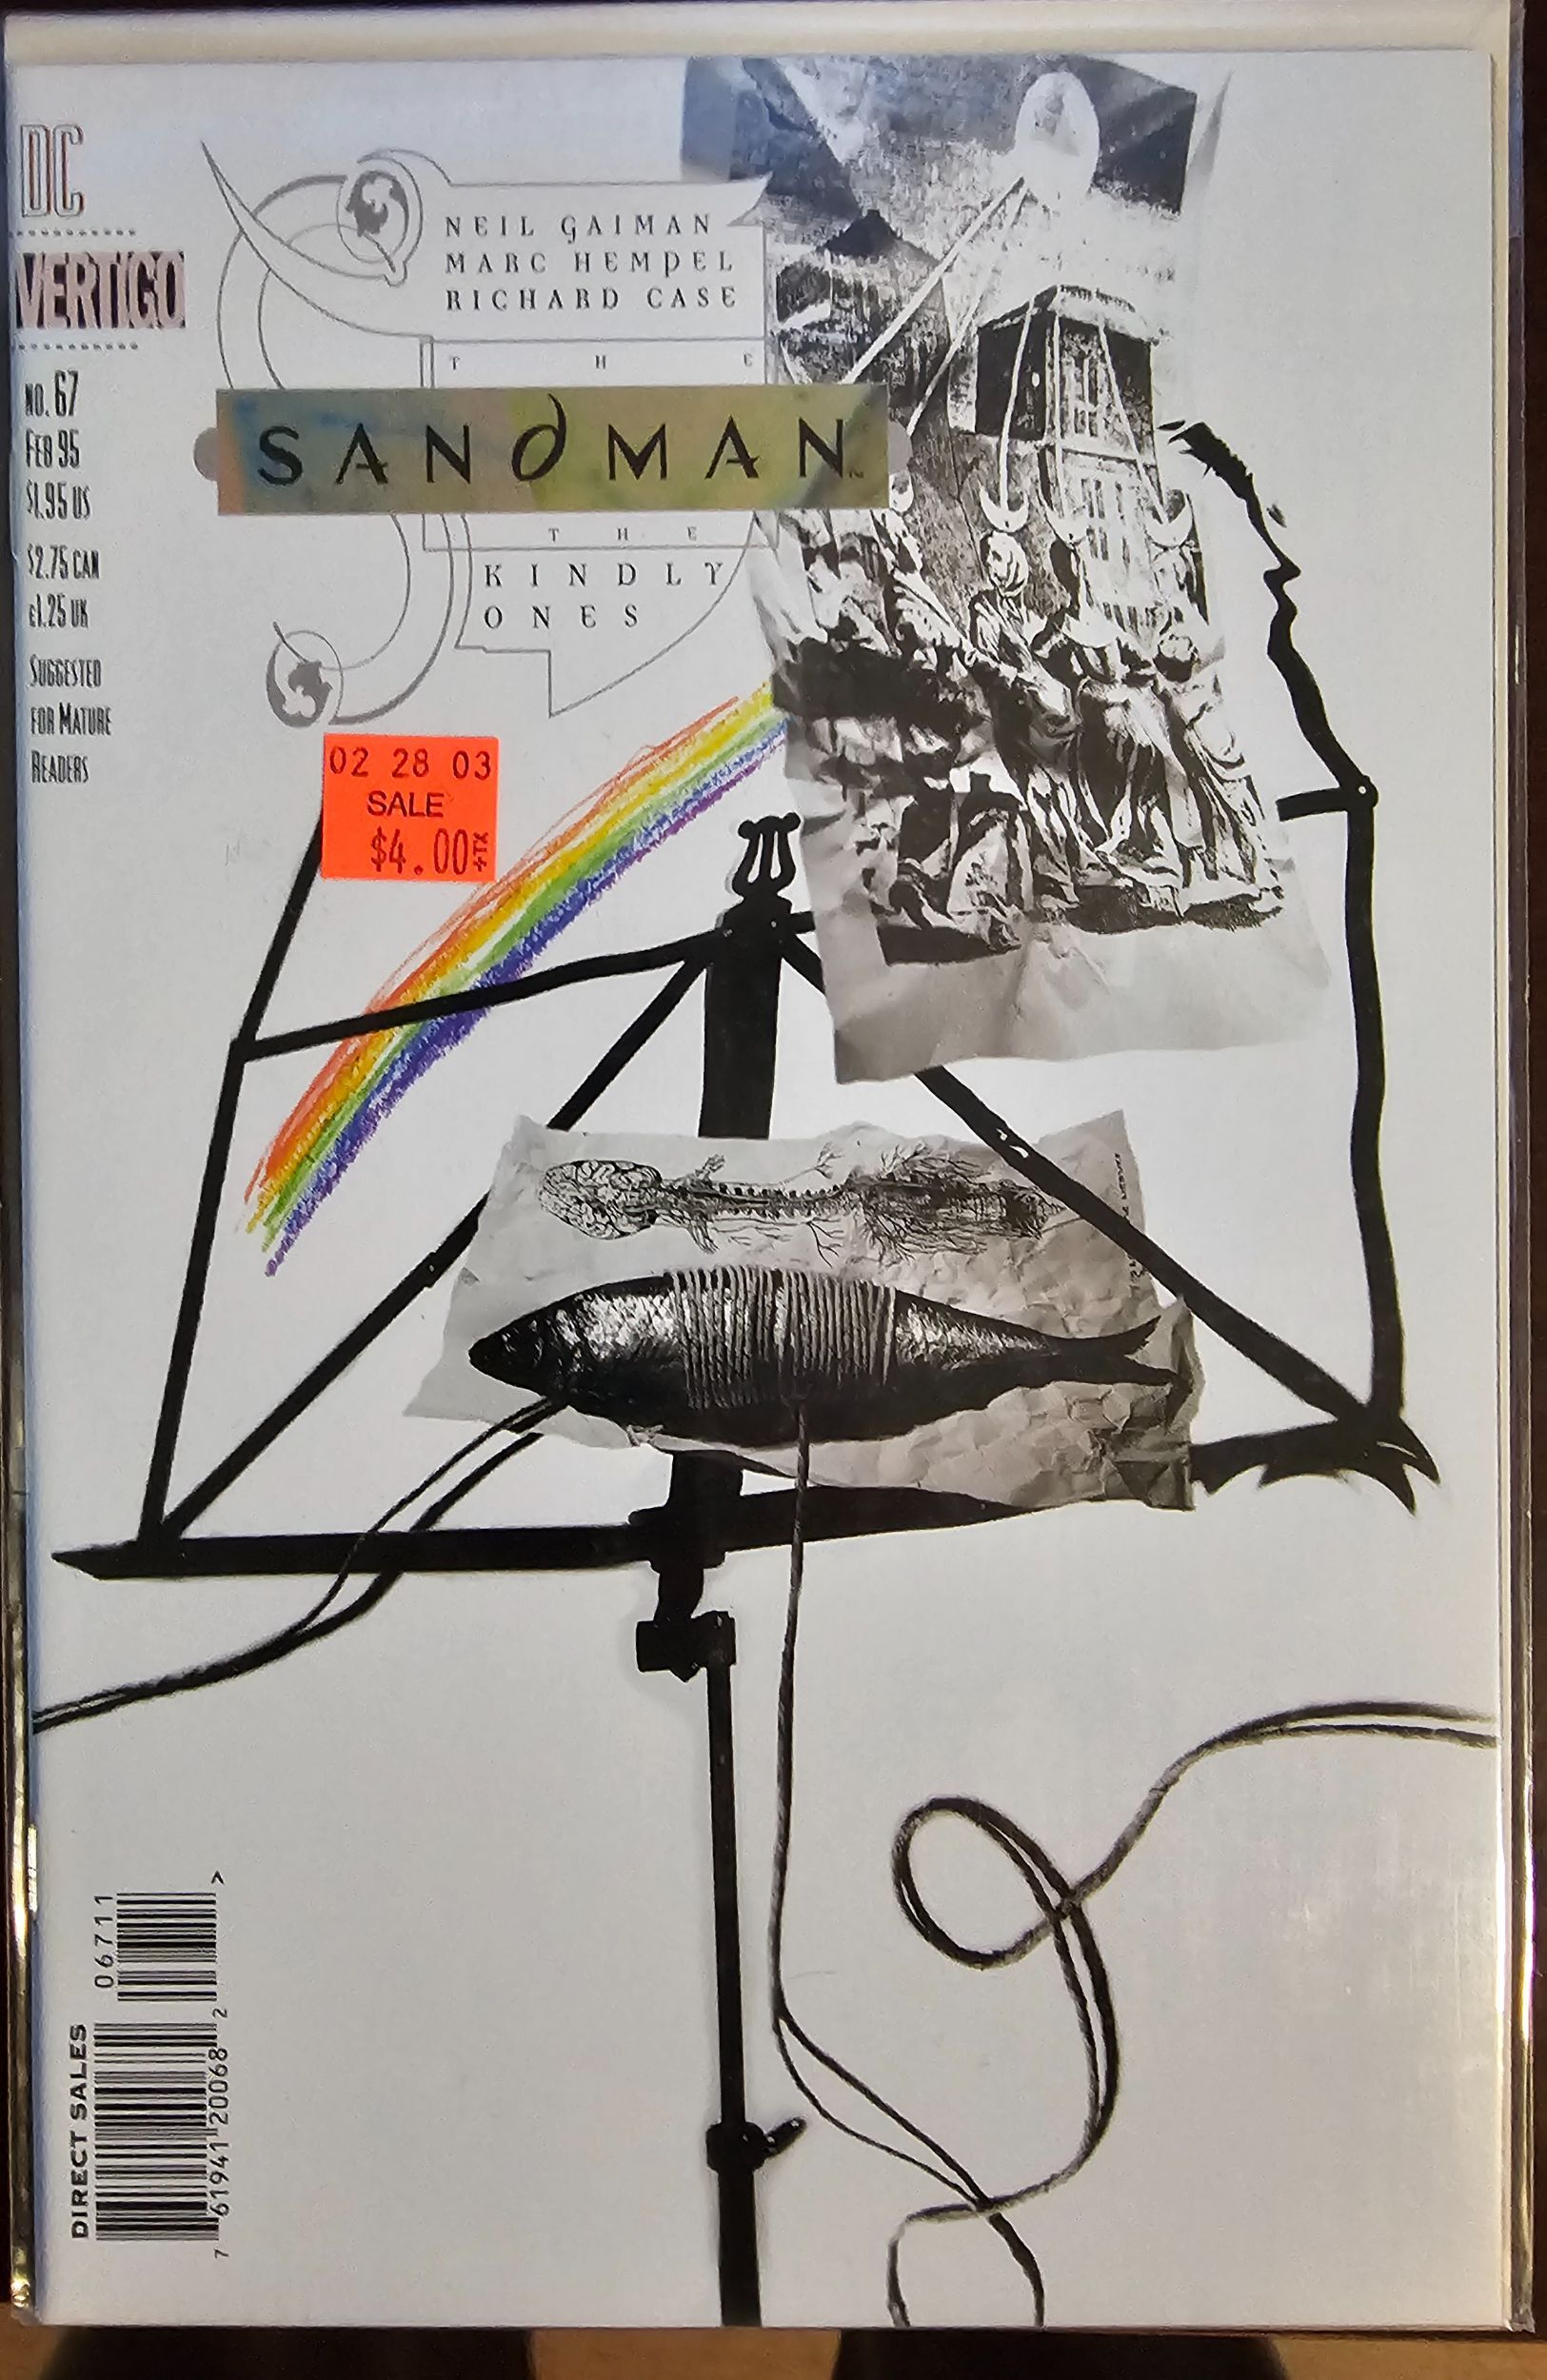 DC
VERTIGO
NO. 67
FEB 95
$1.95 US
$2.75 CAN
£1.25 UK
SUGGESTED
FOR MATURE
READERS
NEIL GAIMAN
MARC HEMPEL
RICHARD CASE
THE
SANDMAN
THE
KINDLY
ONES
02 28 03
SALE
$4.00
DIRECT SALES
06711
7 61941 20068 2